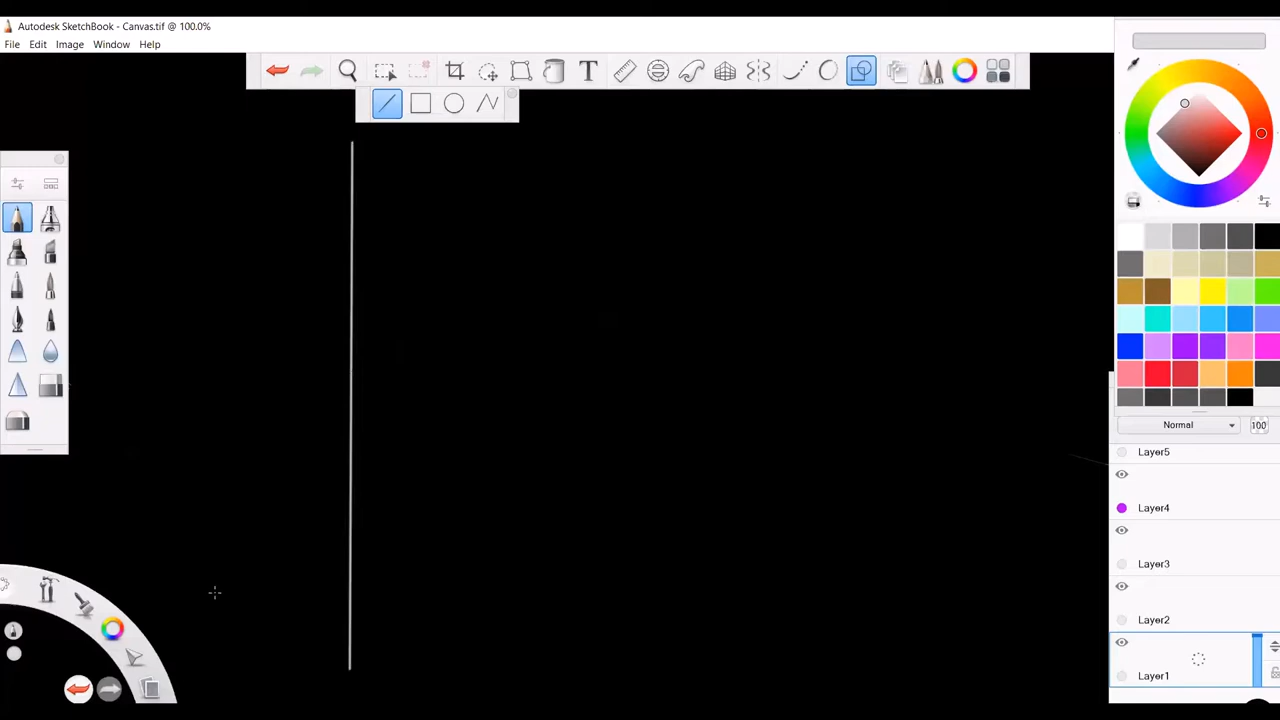 Autodesk SketchBook - Canvas.tif @ 100.0%
File Edit Image Window Help
T
Normal 100
Layer5
Layer4
Layer3
Layer2
Layer1